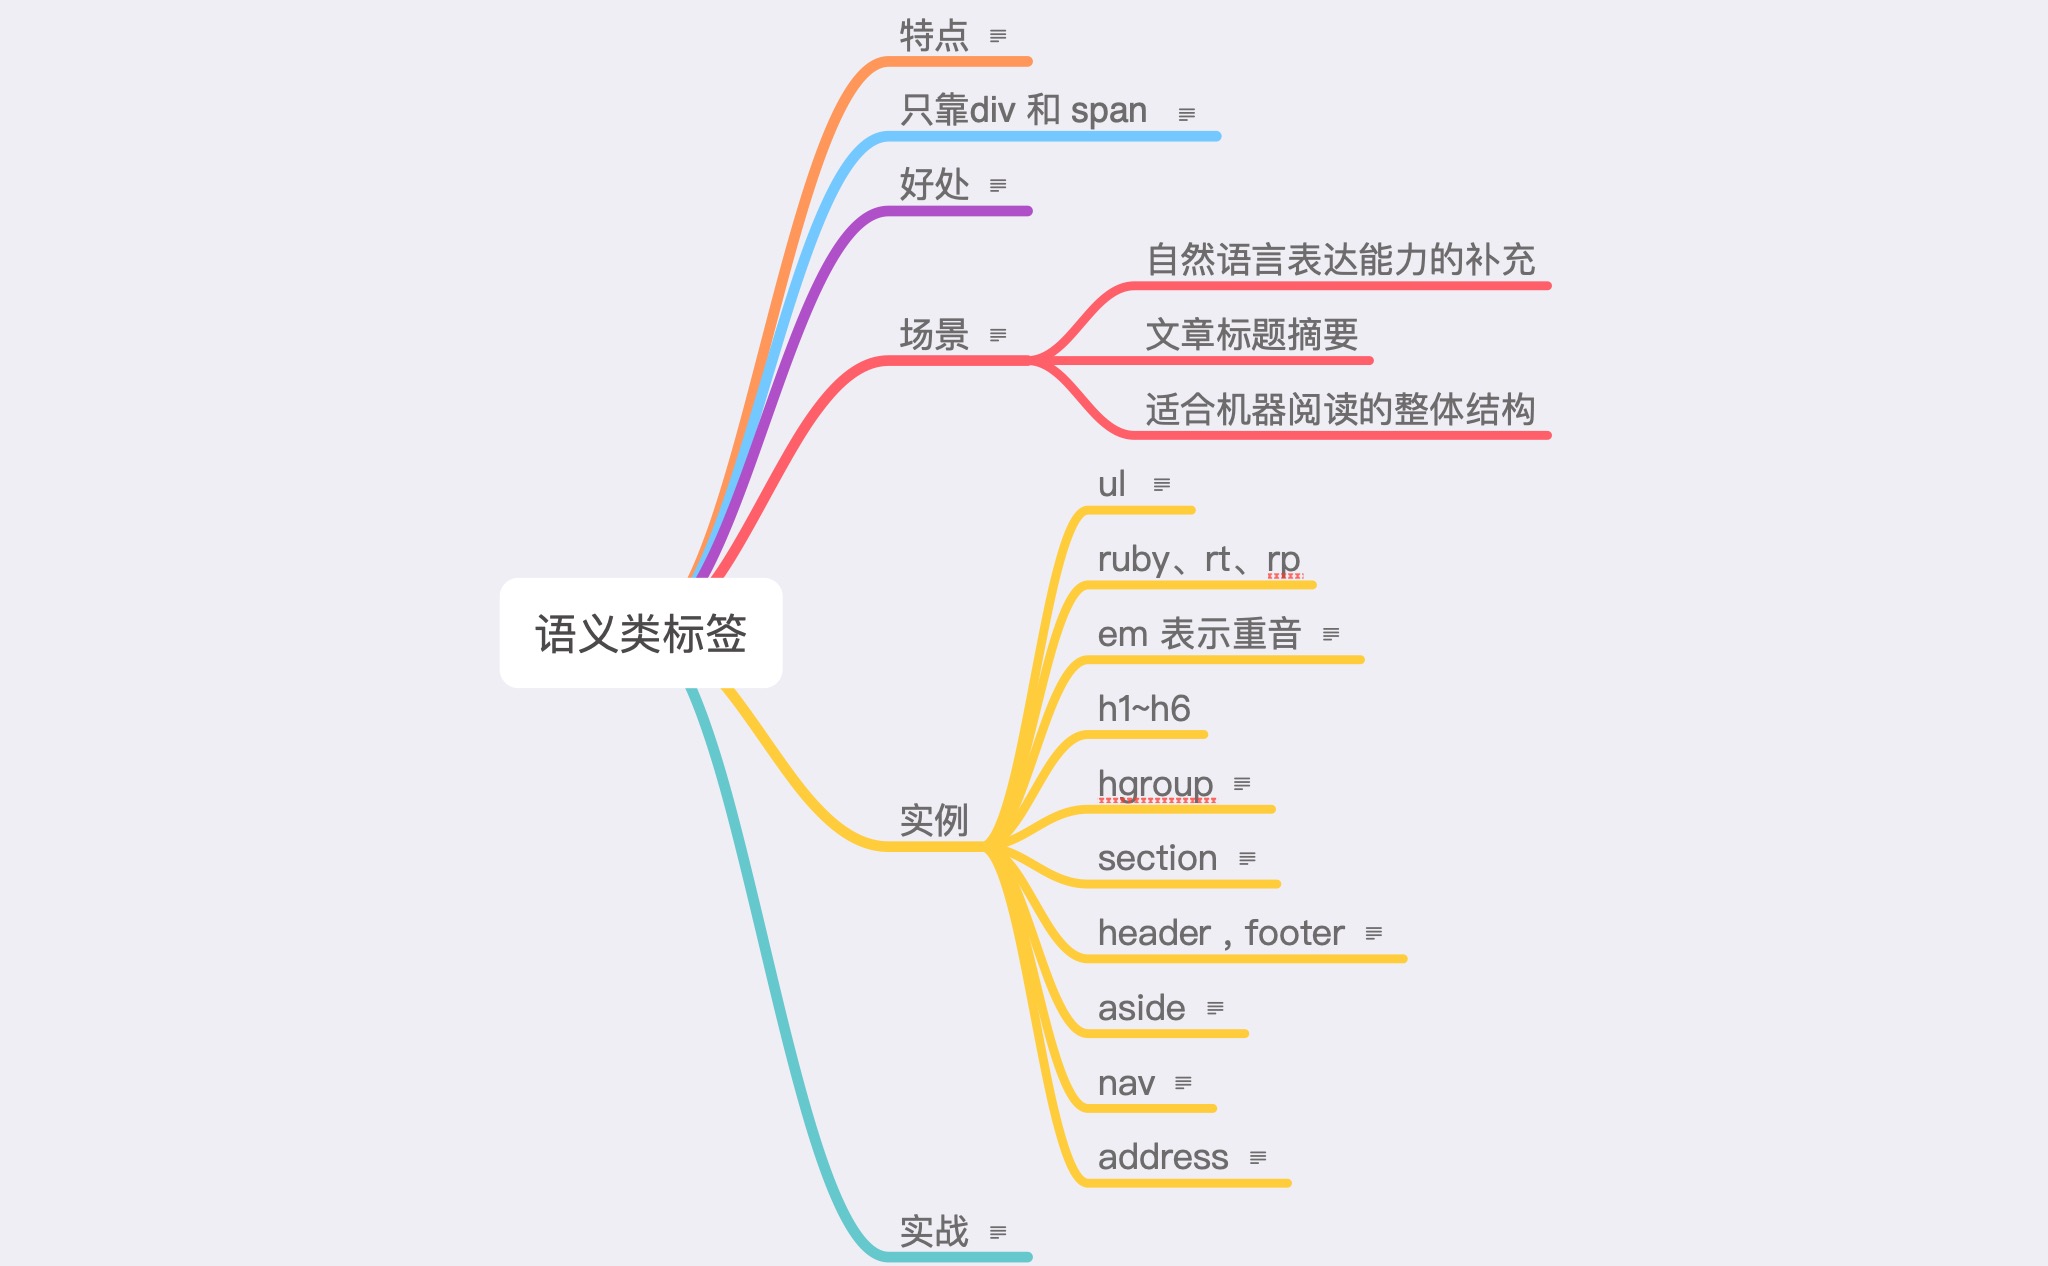 特点
只靠div 和 span
好处
自然语言表达能力的补充
场景
文章标题摘要
适合机器阅读的整体结构
语义类标签
ul
ruby、rt、rp
em 表示重音
h1~h6
hgroup
实例
section
header , footer
aside
nav
address
实战